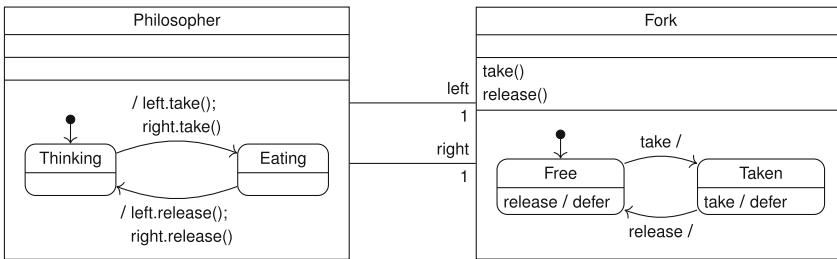 Philosopher
/ left.take();
right.take()
Thinking
Eating
/ left.release();
right.release()
left
1
right
1
Fork
take()
release()
take /
Free
Taken
release / defer
take / defer
release /